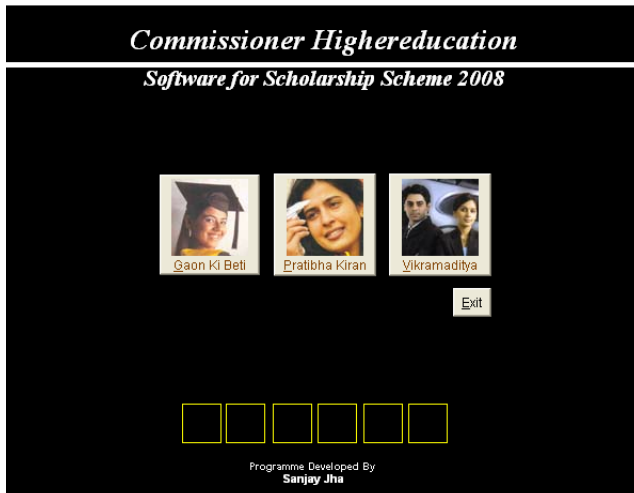 Commissioner Highereducation
Software for Scholarship Scheme 2008
Gaon Ki Beti
Pratibha Kiran
Vikramaditya
Exit
Programme Developed By
Sanjay Jha